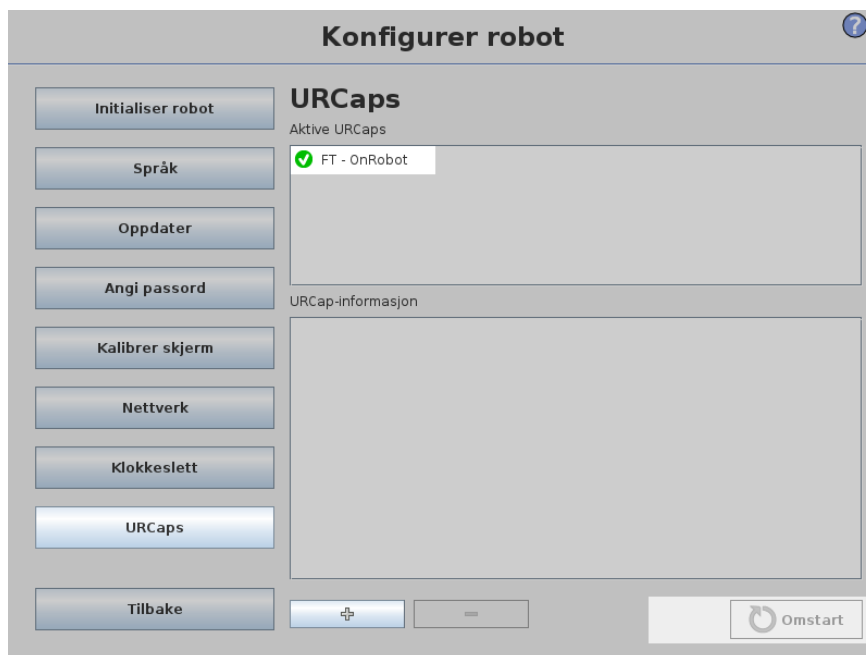 Konfigurer robot
?
Initialiser robot
Språk
Oppdater
Angi passord
Kalibrer skjerm
Nettverk
Klokkeslett
URCaps
Tilbake
URCaps
Aktive URCaps
FT - OnRobot
URCap-informasjon
Omstart